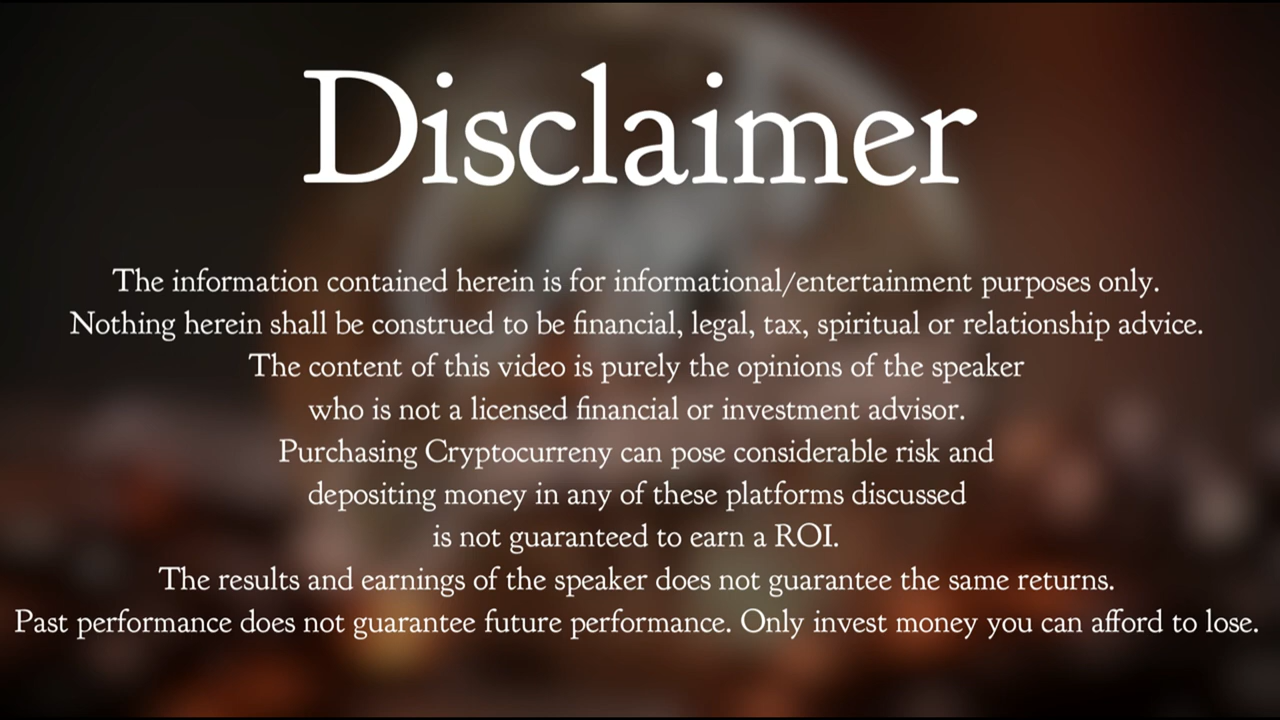 Disclaimer
The information contained herein is for informational/entertainment purposes only.
Nothing herein shall be construed to be financial, legal, tax, spiritual or relationship advice.
The content of this video is purely the opinions of the speaker
who is not a licensed financial or investment advisor.
Purchasing Cryptocurreny can pose considerable risk and
depositing money in any of these platforms discussed
is not guaranteed to earn a ROI.
The results and earnings of the speaker does not guarantee the same returns.
Past performance does not guarantee future performance. Only invest money you can afford to lose.